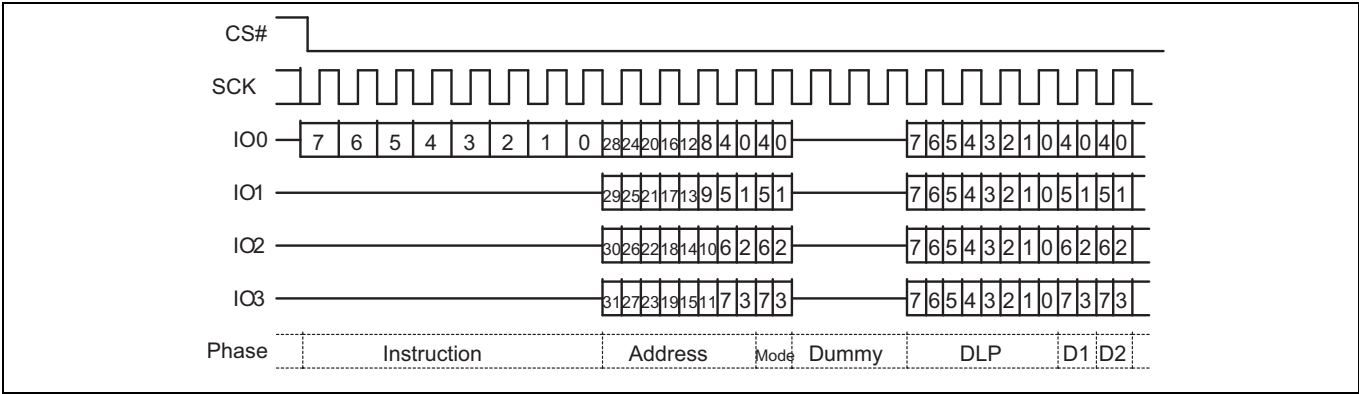 CS#
SCK
IO0 7 6 5 4 3 2 1 0 28 24 20 16 12 8 4 0 4 0 7 6 5 4 3 2 1 0 4 0 4 0
IO1 29 25 21 17 13 9 5 1 5 1 7 6 5 4 3 2 1 0 5 1 5 1
IO2 30 26 22 18 14 10 6 2 6 2 7 6 5 4 3 2 1 0 6 2 6 2
IO3 31 27 23 19 15 11 7 3 7 3 7 6 5 4 3 2 1 0 7 3 7 3
Phase Instruction Address Mode Dummy DLP D1 D2